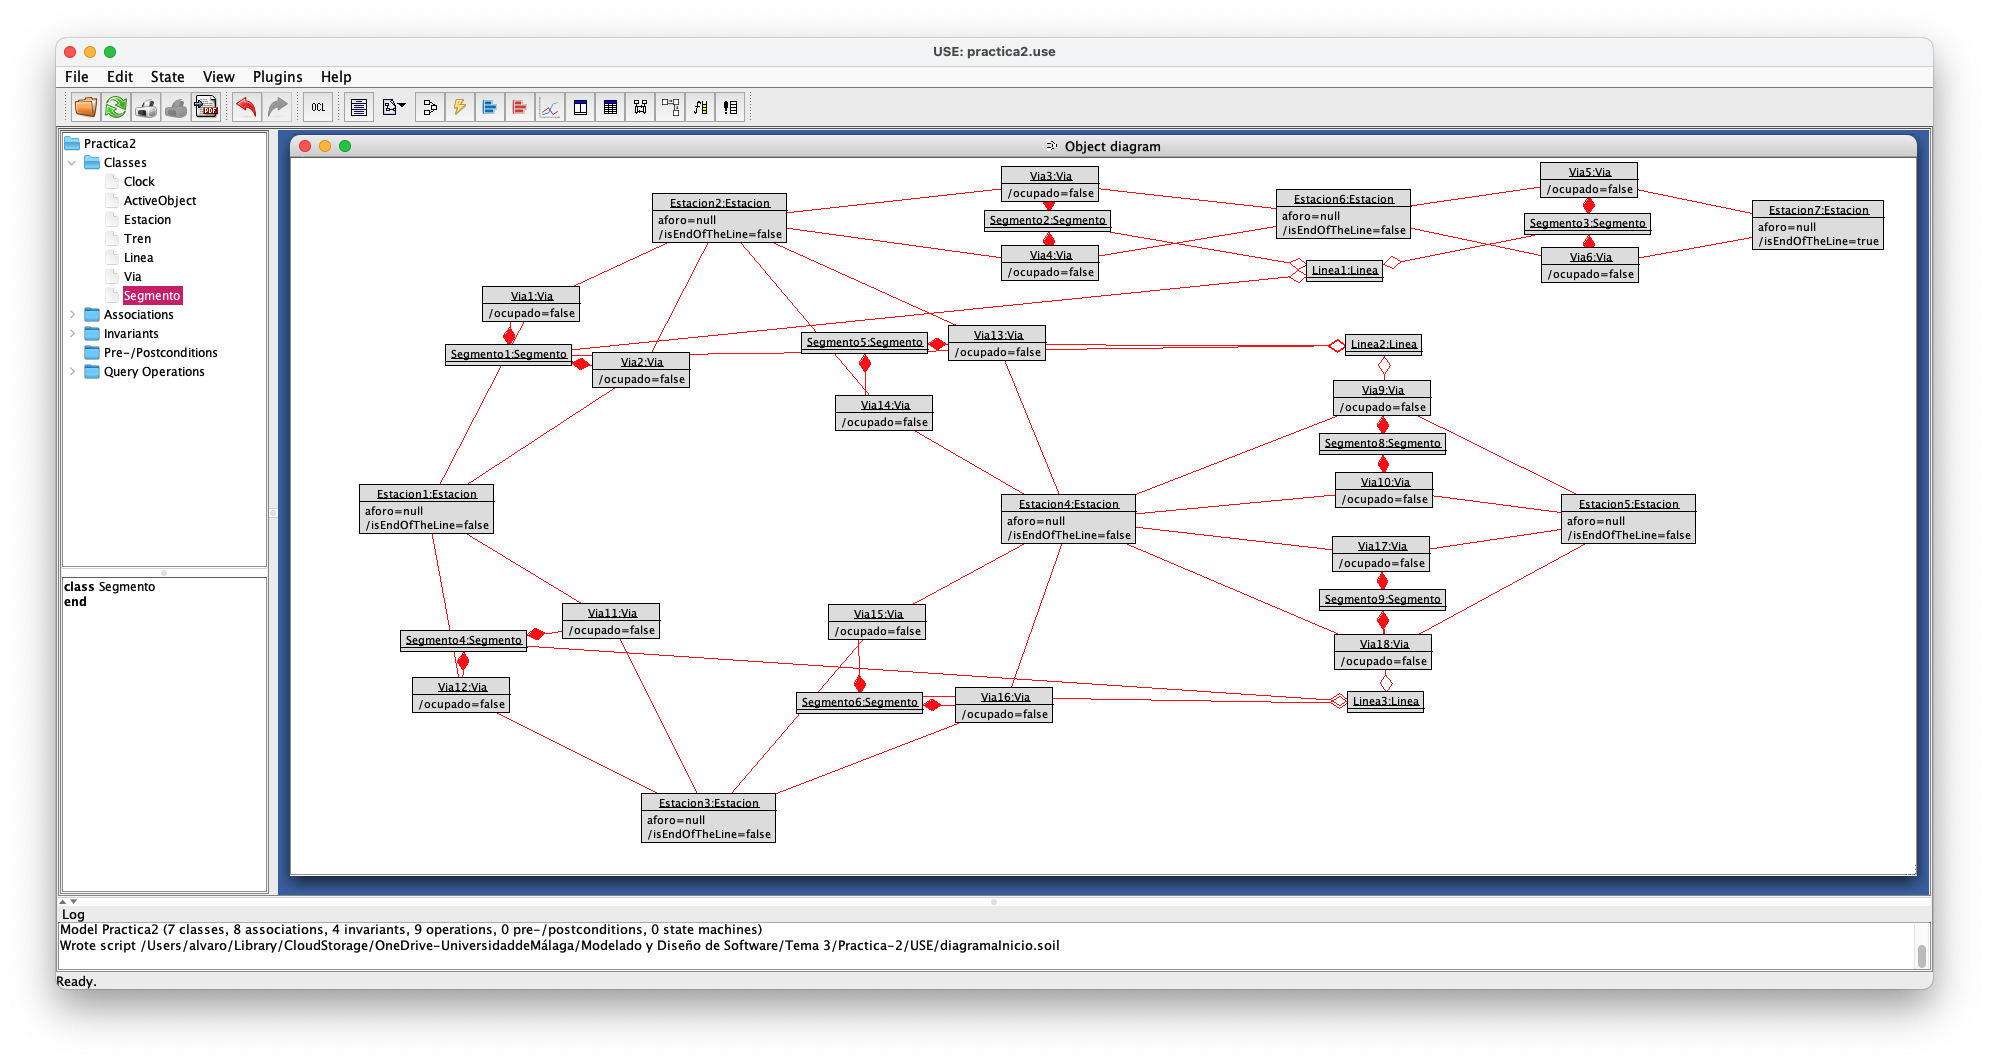 USE: practica2.use
File Edit State View Plugins Help
PDF
OCL
Practica2
Classes
Clock
ActiveObject
Estacion
Tren
Linea
Via
Segmento
Associations
Invariants
Pre-/Postconditions
Query Operations
class Segmento
end
Object diagram
Via3:Via
/ocupado=false
Via5:Via
/ocupado=false
Estacion2:Estacion
aforo=null
/isEndOfTheLine=false
Segmento2:Segmento
Estacion6:Estacion
aforo=null
/isEndOfTheLine=false
Segmento3:Segmento
Estacion7:Estacion
aforo=null
/isEndOfTheLine=true
Via4:Via
/ocupado=false
Linea1:Linea
Via6:Via
/ocupado=false
Via1:Via
/ocupado=false
Segmento1:Segmento
Via2:Via
/ocupado=false
Segmento5:Segmento
Via13:Via
/ocupado=false
Linea2:Linea
Via14:Via
/ocupado=false
Via9:Via
/ocupado=false
Segmento8:Segmento
Via10:Via
/ocupado=false
Estacion1:Estacion
aforo=null
/isEndOfTheLine=false
Estacion4:Estacion
aforo=null
/isEndOfTheLine=false
Estacion5:Estacion
aforo=null
/isEndOfTheLine=false
Via17:Via
/ocupado=false
Segmento9:Segmento
Via11:Via
/ocupado=false
Via15:Via
/ocupado=false
Segmento4:Segmento
Via18:Via
/ocupado=false
Via12:Via
/ocupado=false
Segmento6:Segmento
Via16:Via
/ocupado=false
Linea3:Linea
Estacion3:Estacion
aforo=null
/isEndOfTheLine=false
Log
Model Practica2 (7 classes, 8 associations, 4 invariants, 9 operations, 0 pre-/postconditions, 0 state machines)
Wrote script /Users/alvaro/Library/CloudStorage/OneDrive-UniversidaddeMálaga/Modelado y Diseño de Software/Tema 3/Practica-2/USE/diagramaInicio.soil
Ready.